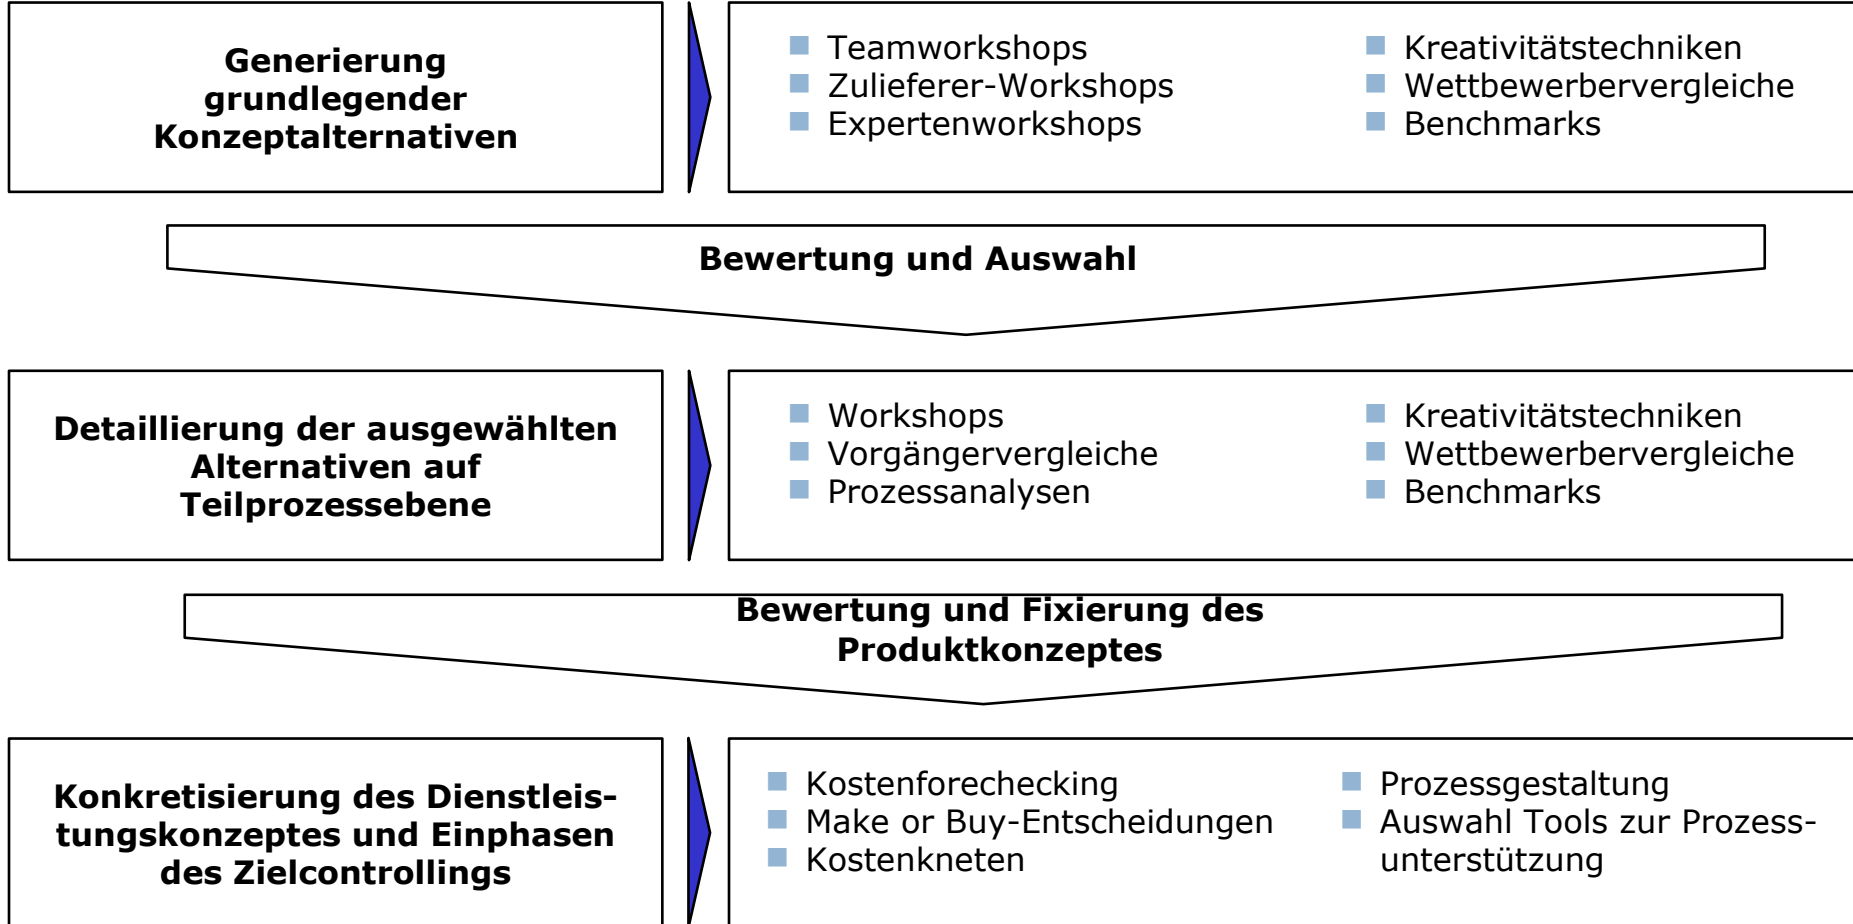 Generierung
grundlegender
Konzeptalternativen
Teamworkshops
Zulieferer-Workshops
Expertenworkshops
Kreativitätstechniken
Wettbewerbervergleiche
Benchmarks
Bewertung und Auswahl
Detaillierung der ausgewählten
Alternativen auf
Teilprozessebene
Workshops
Vorgängervergleiche
Prozessanalysen
Kreativitätstechniken
Wettbewerbervergleiche
Benchmarks
Bewertung und Fixierung des
Produktkonzeptes
Konkretisierung des Dienstleis-
tungskonzeptes und Einphasen
des Zielcontrollings
Kostenforechecking
Make or Buy-Entscheidungen
Kostenkneten
Prozessgestaltung
Auswahl Tools zur Prozess-
unterstützung